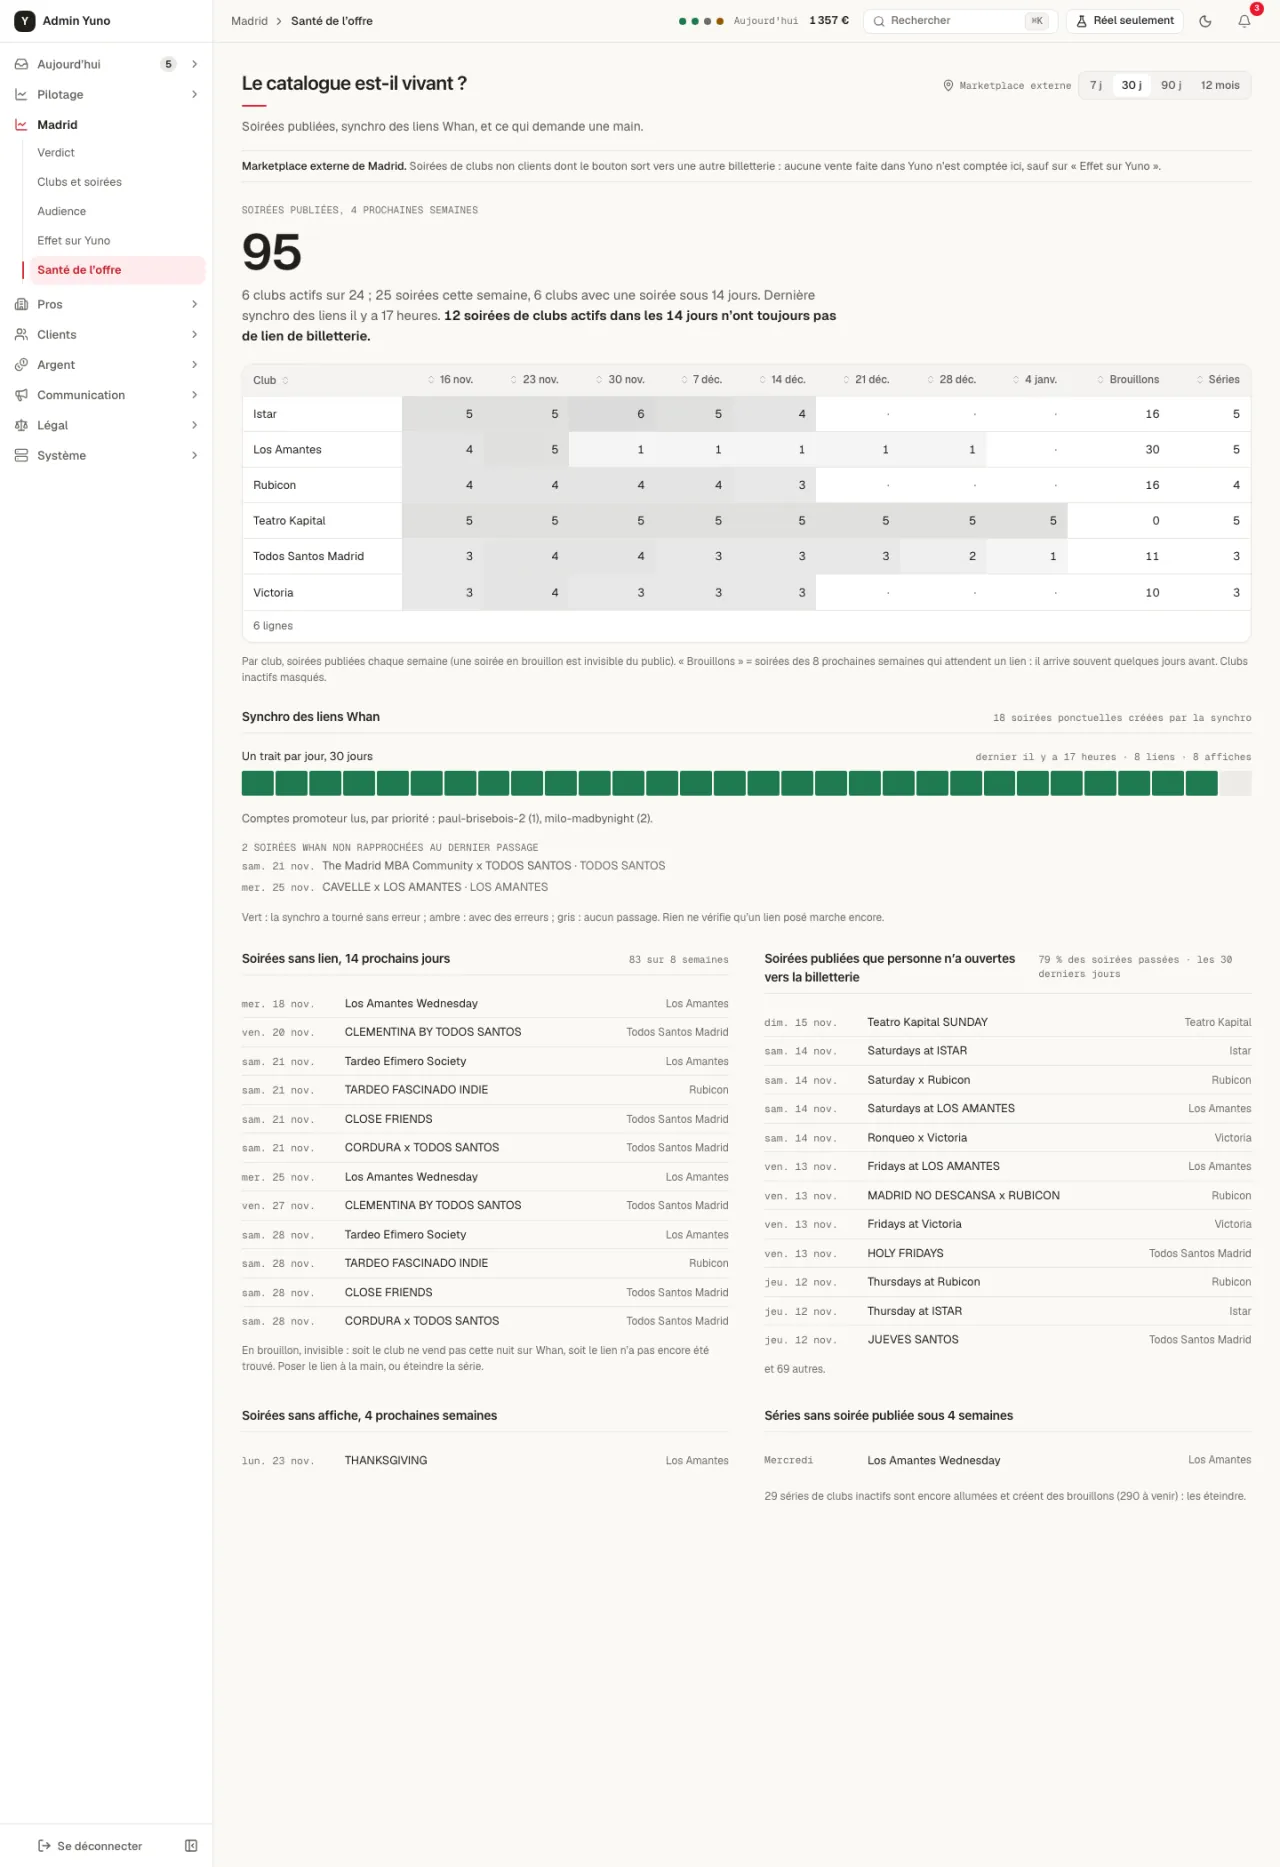 Y Admin Yuno
Madrid > Santé de l'offre
Aujourd'hui 1 357 €
Rechercher ⌘K
Réel seulement
3
Aujourd'hui 5
Pilotage
Madrid
Verdict
Clubs et soirées
Audience
Effet sur Yuno
Santé de l'offre
Pros
Clients
Argent
Communication
Légal
Système
Se déconnecter
Le catalogue est-il vivant ?
Marketplace externe 7 j 30 j 90 j 12 mois
Soirées publiées, synchro des liens Whan, et ce qui demande une main.
Marketplace externe de Madrid. Soirées de clubs non clients dont le bouton sort vers une autre billetterie : aucune vente faite dans Yuno n'est comptée ici, sauf sur « Effet sur Yuno ».
SOIRÉES PUBLIÉES, 4 PROCHAINES SEMAINES
95
6 clubs actifs sur 24 ; 25 soirées cette semaine, 6 clubs avec une soirée sous 14 jours. Dernière
synchro des liens il y a 17 heures. 12 soirées de clubs actifs dans les 14 jours n'ont toujours pas
de lien de billetterie.
Club 16 nov. 23 nov. 30 nov. 7 déc. 14 déc. 21 déc. 28 déc. 4 janv. Brouillons Séries
Istar 5 5 6 5 4 · · · 16 5
Los Amantes 4 5 1 1 1 1 1 · 30 5
Rubicon 4 4 4 4 3 · · · 16 4
Teatro Kapital 5 5 5 5 5 5 5 5 0 5
Todos Santos Madrid 3 4 4 3 3 3 2 1 11 3
Victoria 3 4 3 3 3 · · · 10 3
6 lignes
Par club, soirées publiées chaque semaine (une soirée en brouillon est invisible du public). « Brouillons » = soirées des 8 prochaines semaines qui attendent un lien : il arrive souvent quelques jours avant. Clubs
inactifs masqués.
Synchro des liens Whan
18 soirées ponctuelles créées par la synchro
Un trait par jour, 30 jours
dernier il y a 17 heures · 8 liens · 8 affiches
Comptes promoteur lus, par priorité : paul-brisebois-2 (1), milo-madbynight (2).
2 SOIRÉES WHAN NON RAPPROCHÉES AU DERNIER PASSAGE
sam. 21 nov. The Madrid MBA Community x TODOS SANTOS · TODOS SANTOS
mer. 25 nov. CAVELLE x LOS AMANTES · LOS AMANTES
Vert : la synchro a tourné sans erreur ; ambre : avec des erreurs ; gris : aucun passage. Rien ne vérifie qu'un lien posé marche encore.
Soirées sans lien, 14 prochains jours
83 sur 8 semaines
mer. 18 nov. Los Amantes Wednesday Los Amantes
ven. 20 nov. CLEMENTINA BY TODOS SANTOS Todos Santos Madrid
sam. 21 nov. Tardeo Efimero Society Los Amantes
sam. 21 nov. TARDEO FASCINADO INDIE Rubicon
sam. 21 nov. CLOSE FRIENDS Todos Santos Madrid
sam. 21 nov. CORDURA x TODOS SANTOS Todos Santos Madrid
mer. 25 nov. Los Amantes Wednesday Los Amantes
ven. 27 nov. CLEMENTINA BY TODOS SANTOS Todos Santos Madrid
sam. 28 nov. Tardeo Efimero Society Los Amantes
sam. 28 nov. TARDEO FASCINADO INDIE Rubicon
sam. 28 nov. CLOSE FRIENDS Todos Santos Madrid
sam. 28 nov. CORDURA x TODOS SANTOS Todos Santos Madrid
En brouillon, invisible : soit le club ne vend pas cette nuit sur Whan, soit le lien n'a pas encore été
trouvé. Poser le lien à la main, ou éteindre la série.
Soirées publiées que personne n'a ouvertes
vers la billetterie
79 % des soirées passées · les 30
derniers jours
dim. 15 nov. Teatro Kapital SUNDAY Teatro Kapital
sam. 14 nov. Saturdays at ISTAR Istar
sam. 14 nov. Saturday x Rubicon Rubicon
sam. 14 nov. Saturdays at LOS AMANTES Los Amantes
sam. 14 nov. Ronqueo x Victoria Victoria
ven. 13 nov. Fridays at LOS AMANTES Los Amantes
ven. 13 nov. MADRID NO DESCANSA x RUBICON Rubicon
ven. 13 nov. Fridays at Victoria Victoria
ven. 13 nov. HOLY FRIDAYS Todos Santos Madrid
jeu. 12 nov. Thursdays at Rubicon Rubicon
jeu. 12 nov. Thursday at ISTAR Istar
jeu. 12 nov. JUEVES SANTOS Todos Santos Madrid
et 69 autres.
Soirées sans affiche, 4 prochaines semaines
lun. 23 nov. THANKSGIVING Los Amantes
Séries sans soirée publiée sous 4 semaines
Mercredi Los Amantes Wednesday Los Amantes
29 séries de clubs inactifs sont encore allumées et créent des brouillons (290 à venir) : les éteindre.